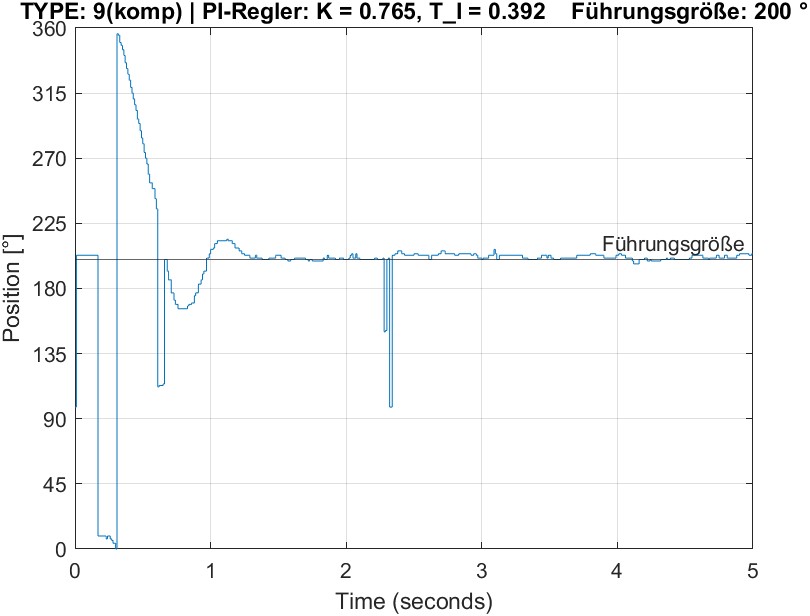 TYPE: 9(komp) | PI-Regler: K = 0.765, T_I = 0.392    Führungsgröße: 200 °
360
315
270
225
180
135
90
45
0
Position [°]
Führungsgröße
0 1 2 3 4 5
Time (seconds)